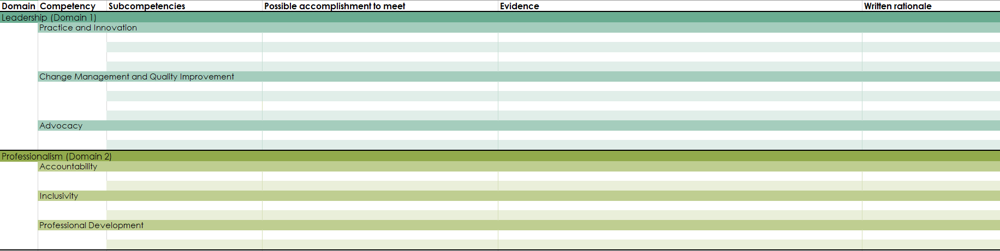 Domain Competency Subcompetencies Possible accomplishment to meet Evidence Written rationale
Leadership (Domain 1)
Practice and Innovation
Change Management and Quality Improvement
Advocacy
Professionalism (Domain 2)
Accountability
Inclusivity
Professional Development